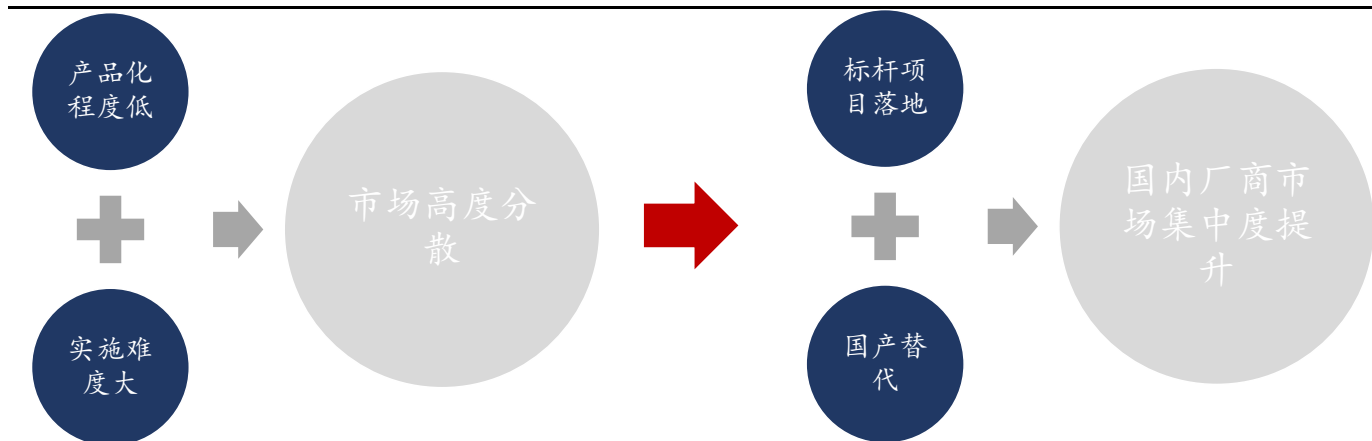 产品化
程度低
实施难
度大
市场高度分
散
标杆项
目落地
国产替
代
国内厂商市
场集中度提
升